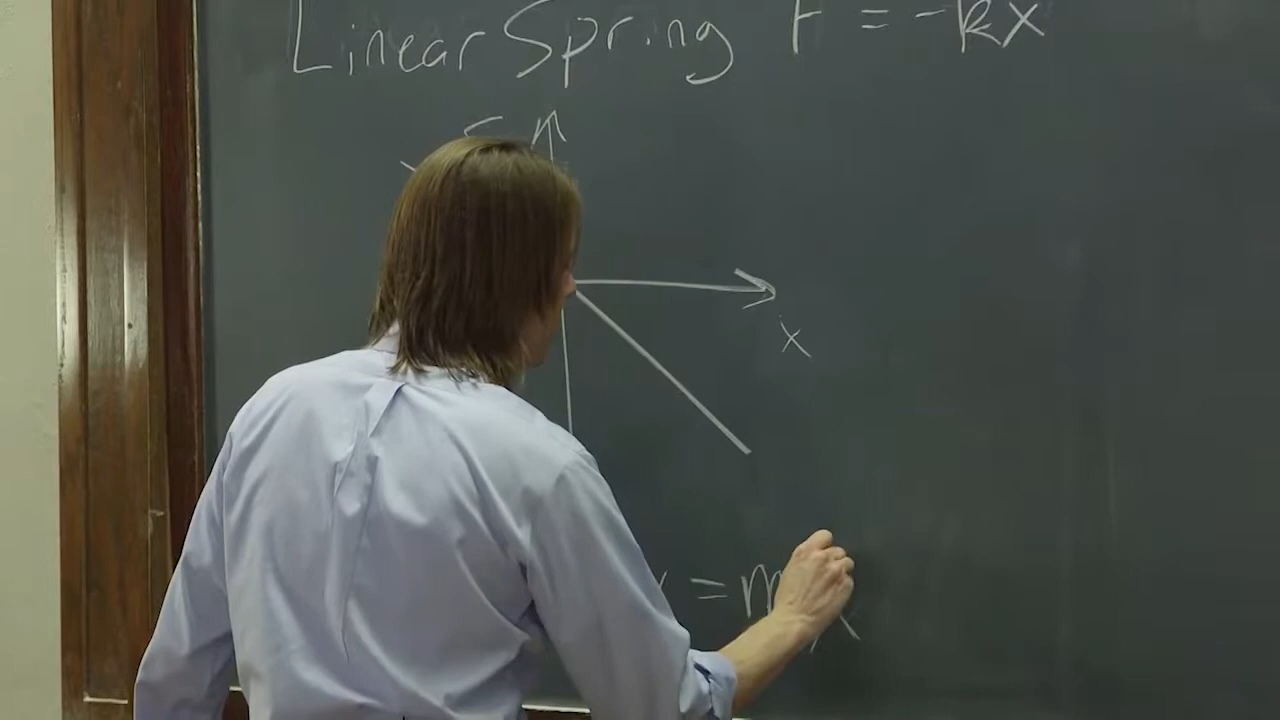 Linear Spring F = -kx
x
= m x